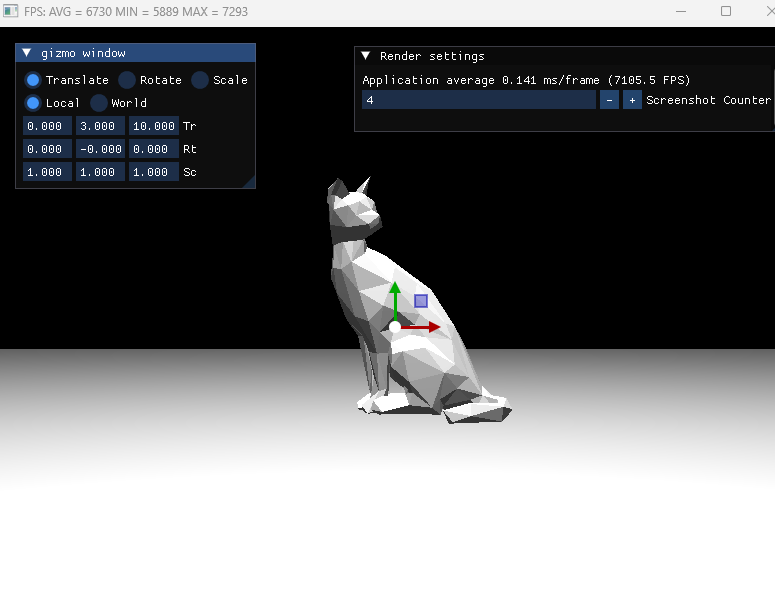 FPS: AVG = 6730 MIN = 5889 MAX = 7293
gizmo window
Translate Rotate Scale
Local World
0.000 3.000 10.000 Tr
0.000 -0.000 0.000 Rt
1.000 1.000 1.000 Sc
Render settings
Application average 0.141 ms/frame (7105.5 FPS)
4 - + Screenshot Counter